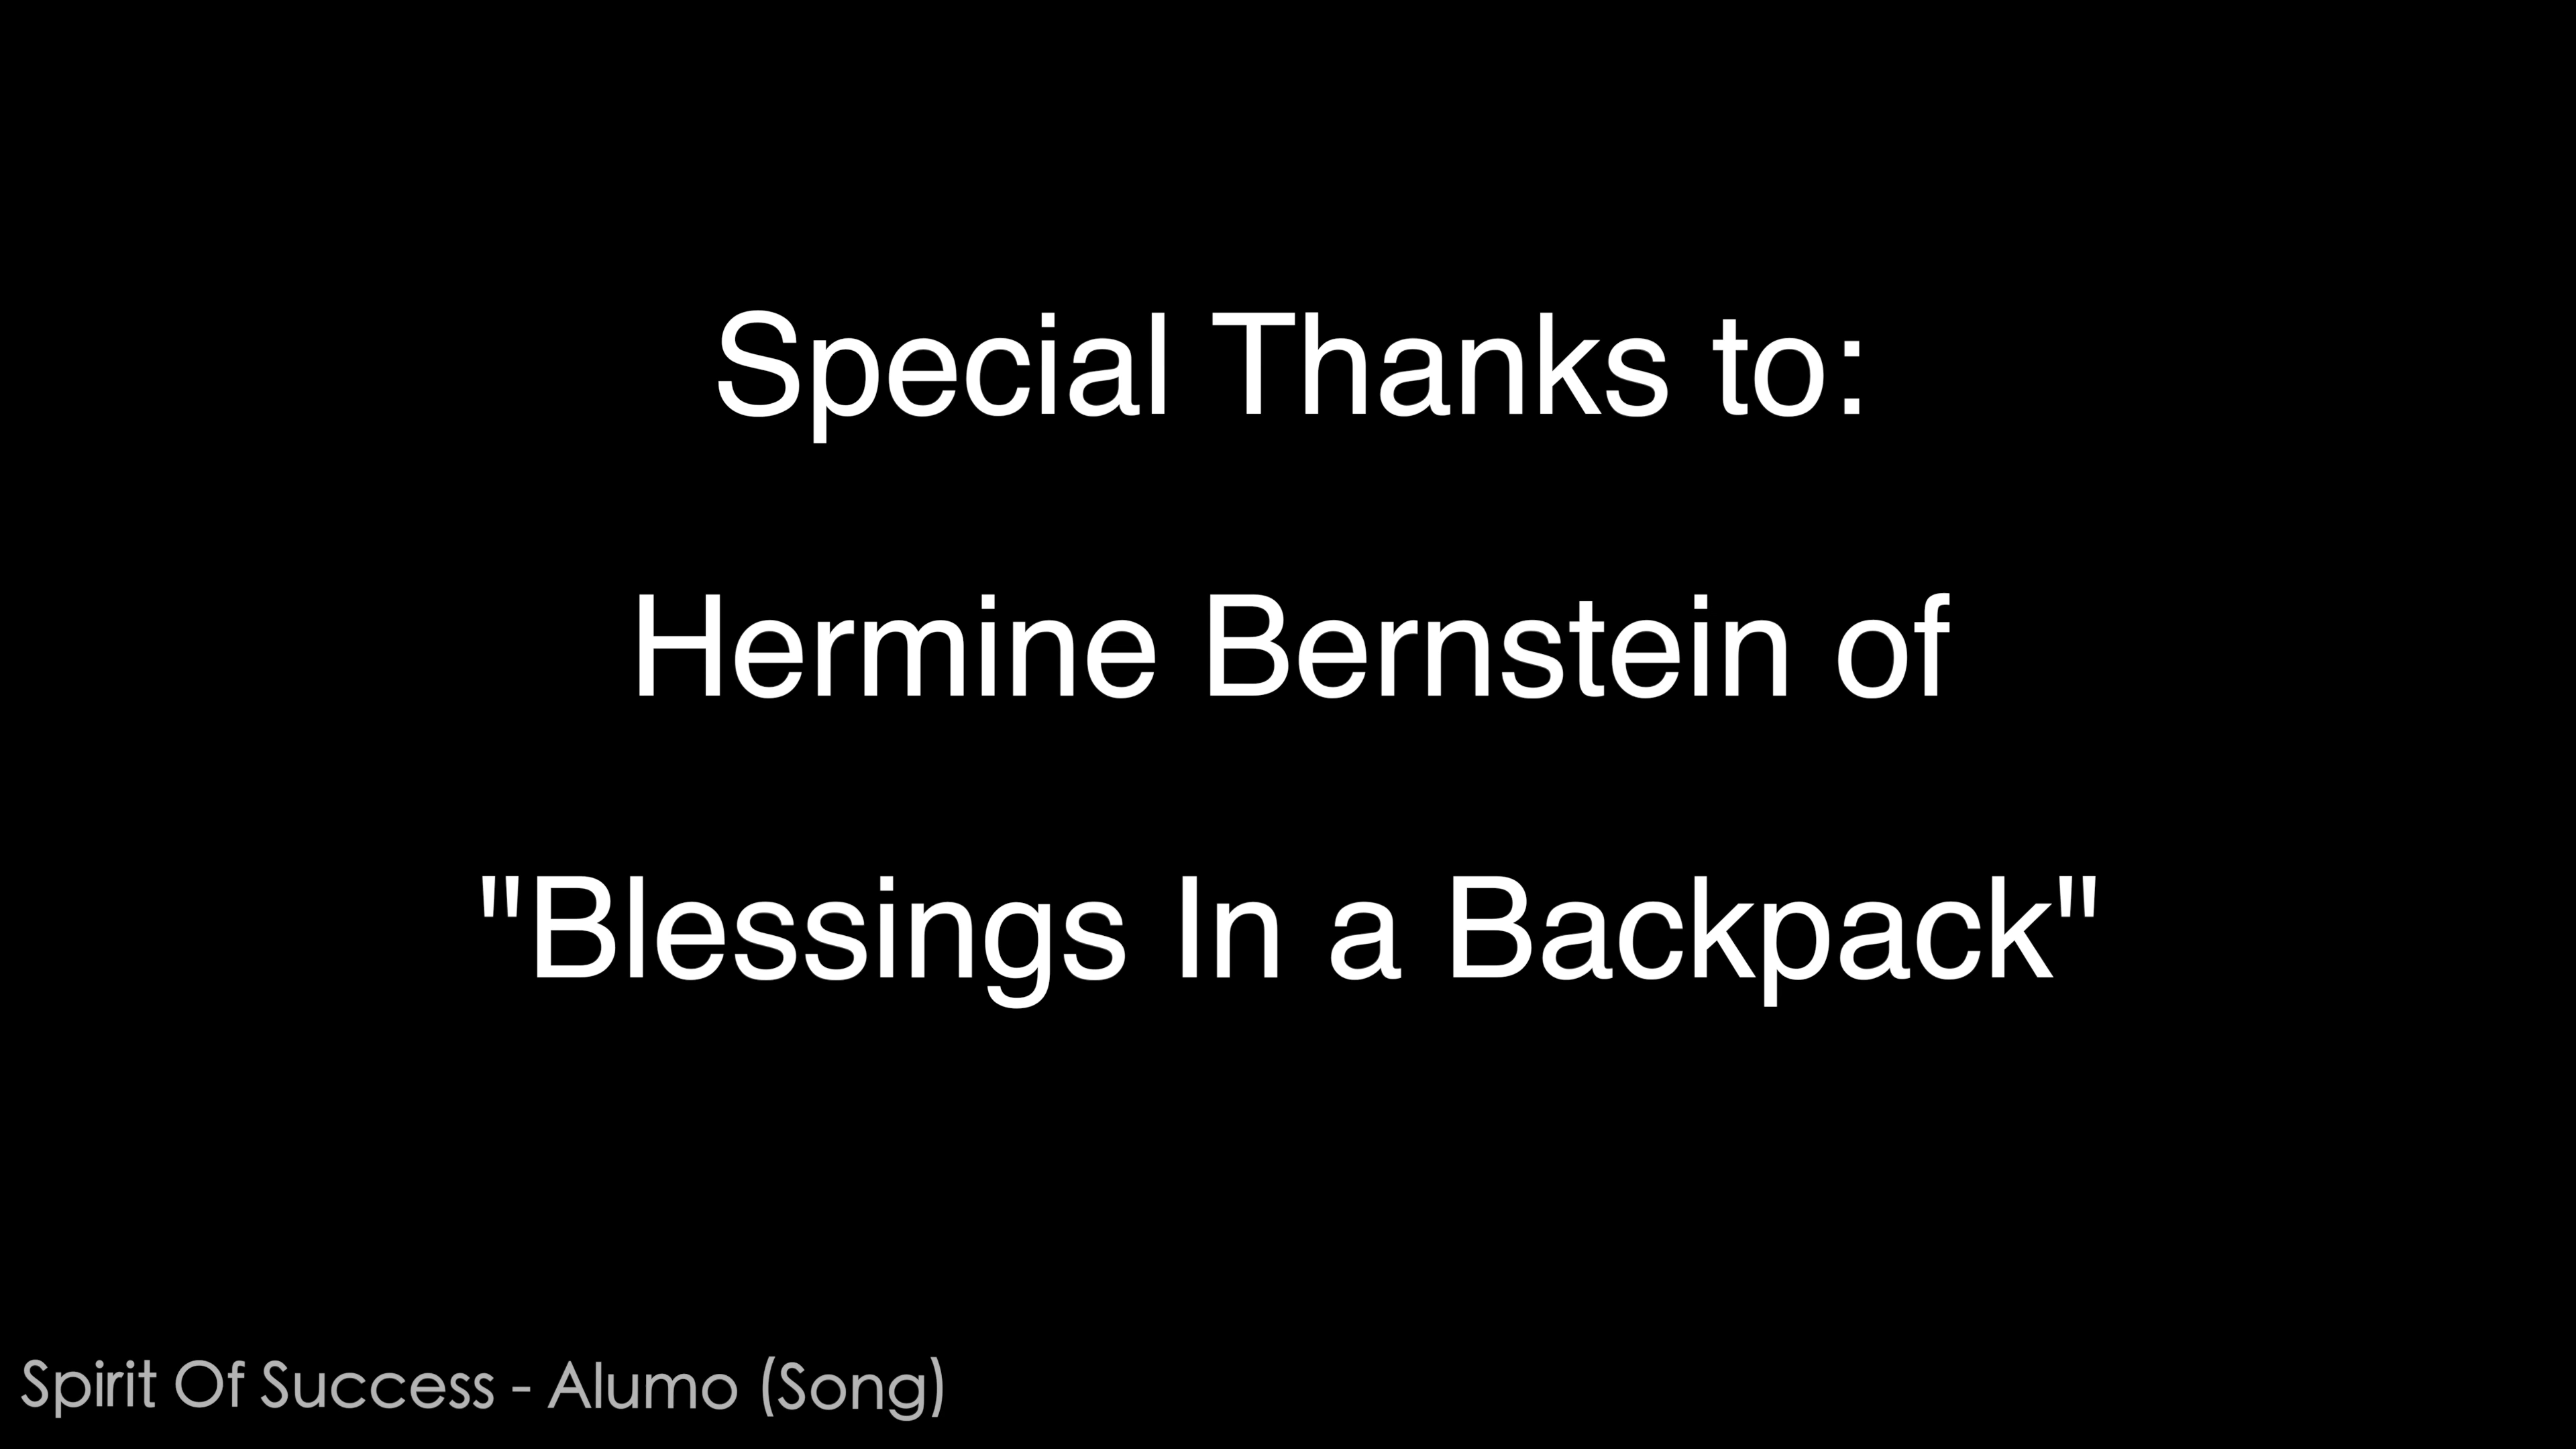 Special Thanks to:
Hermine Bernstein of
"Blessings In a Backpack"
Spirit Of Success - Alumo (Song)